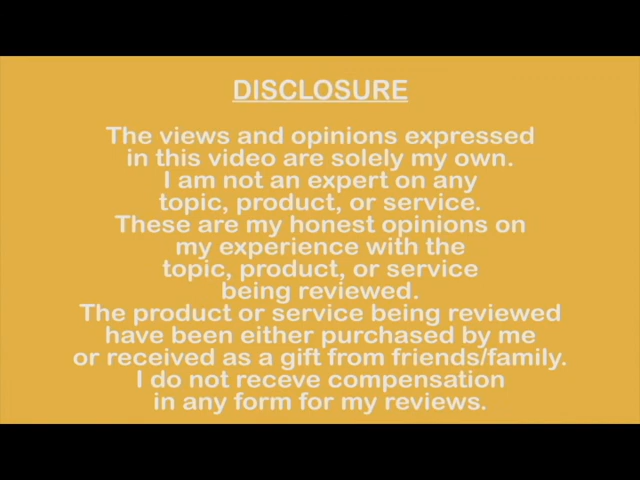 DISCLOSURE
The views and opinions expressed
in this video are solely my own.
I am not an expert on any
topic, product, or service.
These are my honest opinions on
my experience with the
topic, product, or service
being reviewed.
The product or service being reviewed
have been either purchased by me
or received as a gift from friends/family.
I do not receve compensation
in any form for my reviews.